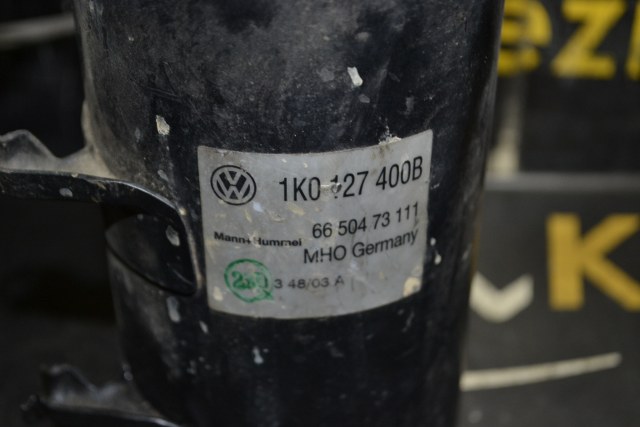 1K0 127 400B
66 504 73 111
Mann+Hummel
MHO Germany
3 48/03 A